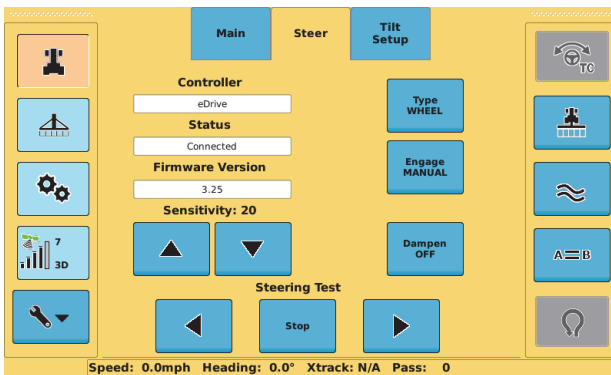 Main
Steer
Tilt
Setup
Controller
eDrive
Status
Connected
Firmware Version
3.25
Sensitivity: 20
Type
WHEEL
Engage
MANUAL
Dampen
OFF
Steering Test
Stop
7
3D
TC
A B
Speed: 0.0mph Heading: 0.0° Xtrack: N/A Pass: 0